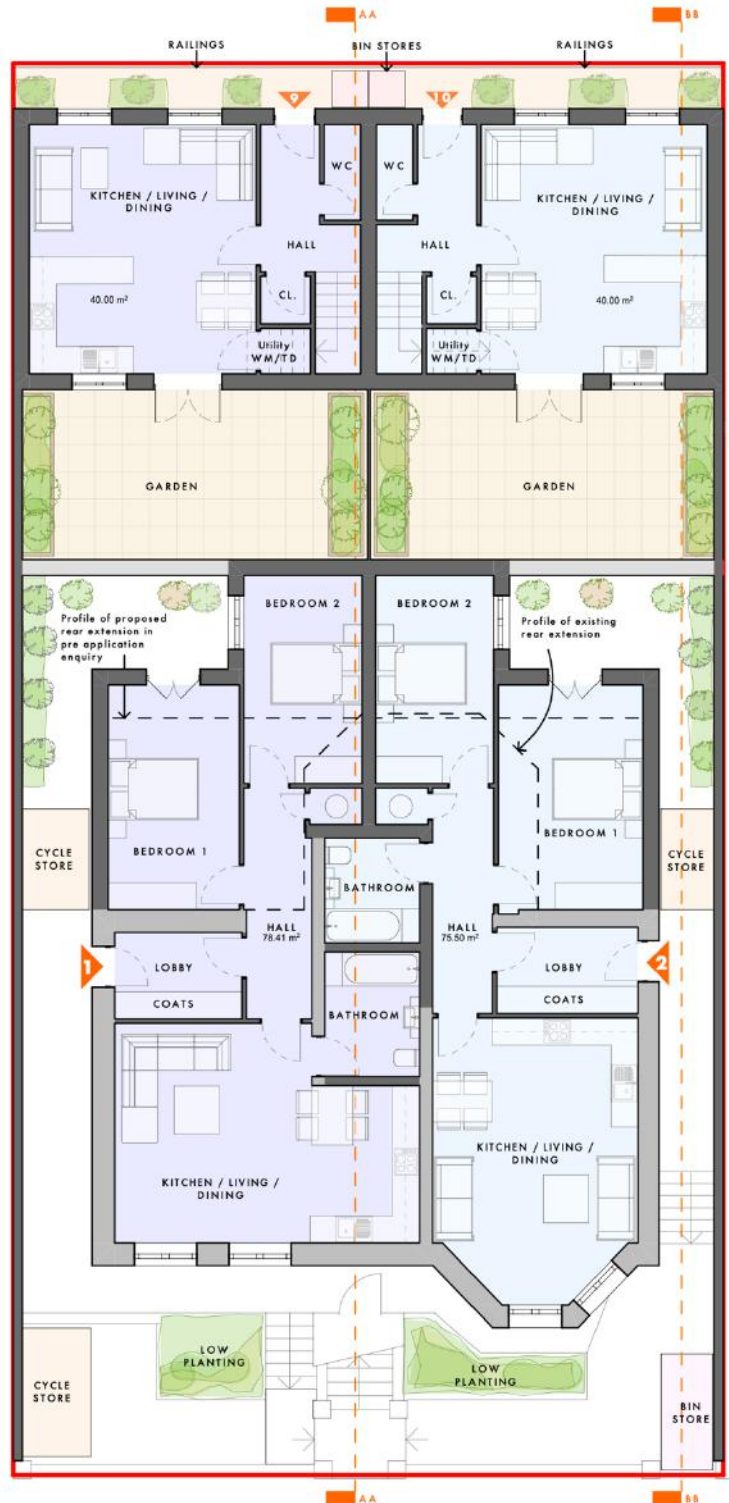 AA
BB
RAILINGS
BIN STORES
RAILINGS
9
10
WC
WC
KITCHEN / LIVING /
DINING
KITCHEN / LIVING /
DINING
HALL
HALL
40.00 m²
CL.
CL.
40.00 m²
Utility
WM/TD
Utility
WM/TD
GARDEN
GARDEN
BEDROOM 2
BEDROOM 2
Profile of proposed
rear extension in
pre application
enquiry
Profile of existing
rear extension
BEDROOM 1
BEDROOM 1
CYCLE
STORE
CYCLE
STORE
BATHROOM
HALL
78.41 m²
HALL
75.50 m²
1
LOBBY
LOBBY
2
COATS
COATS
BATHROOM
KITCHEN / LIVING /
DINING
KITCHEN / LIVING /
DINING
LOW
PLANTING
LOW
PLANTING
CYCLE
STORE
BIN
STORE
AA
BB